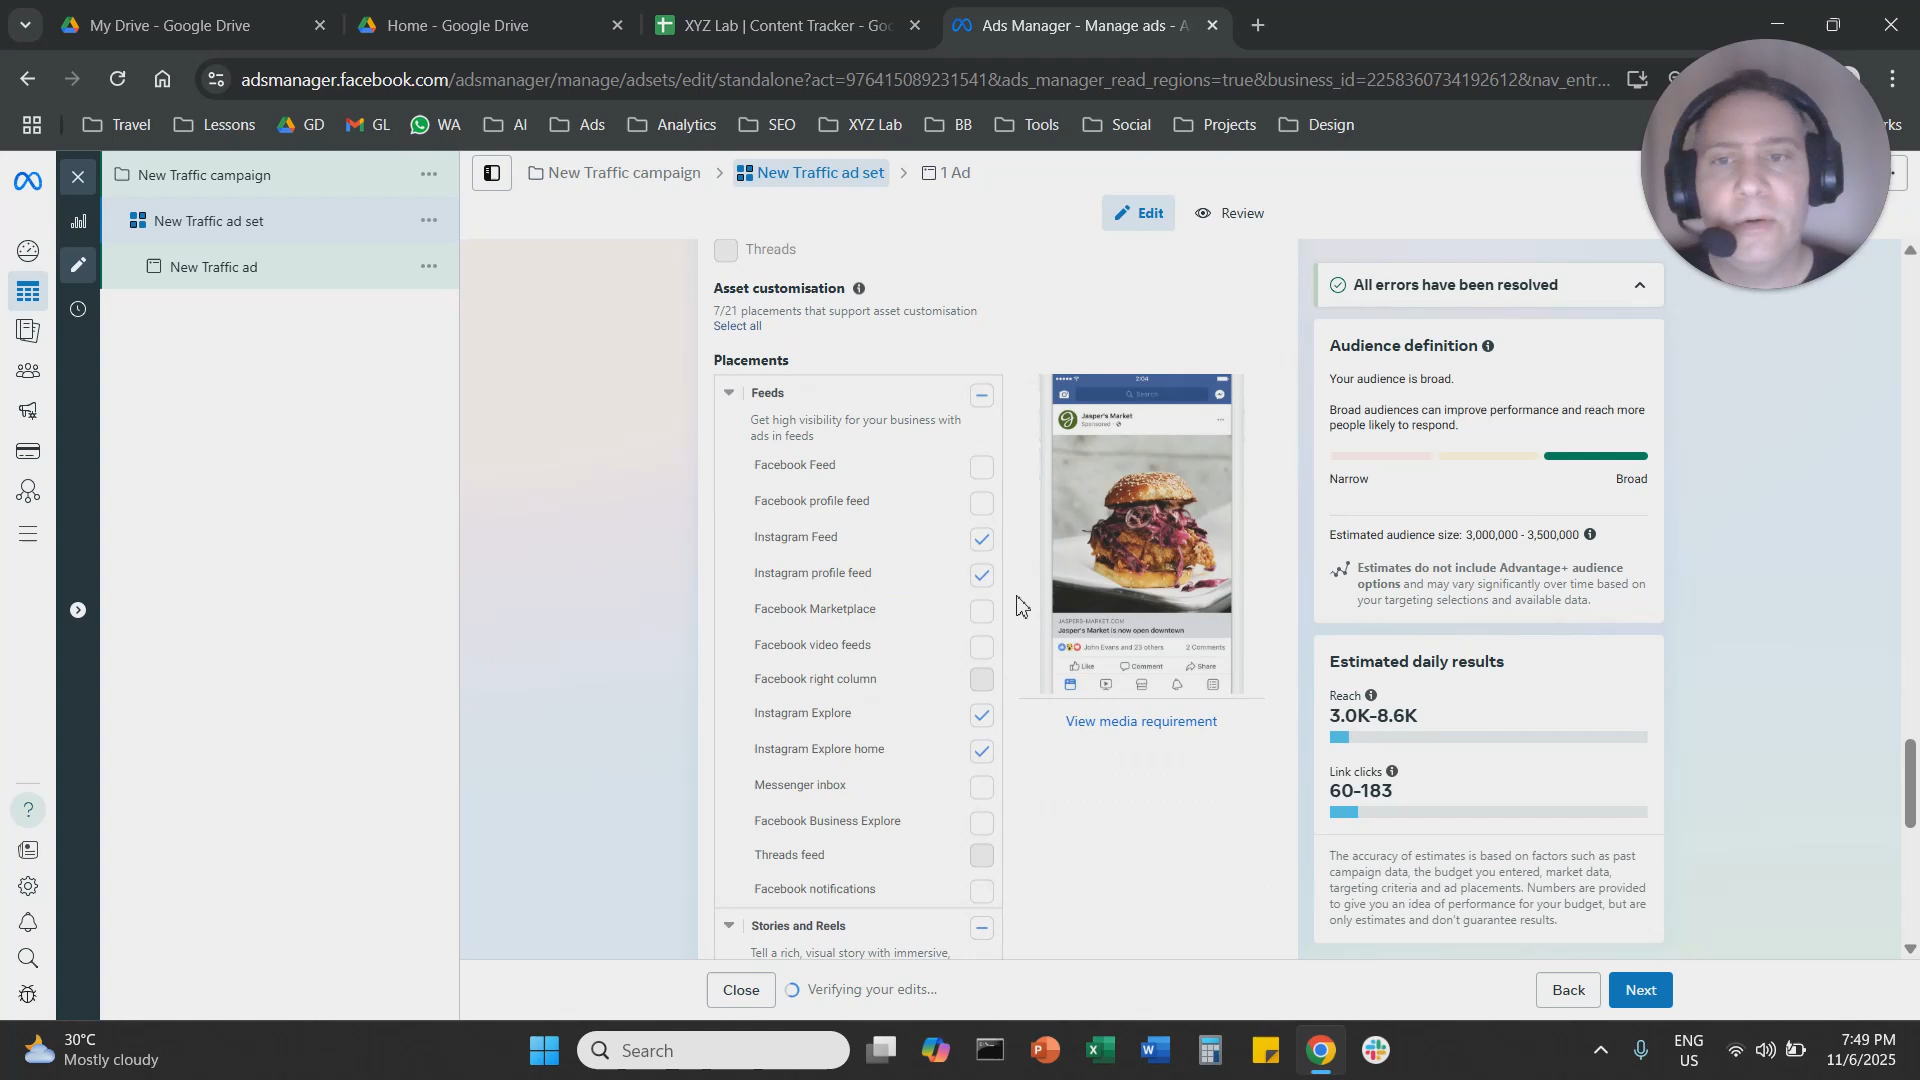 My Drive - Google Drive
Home - Google Drive
XYZ Lab | Content Tracker - Goo
Ads Manager - Manage ads - A
adsmanager.facebook.com/adsmanager/manage/adsets/edit/standalone?act=976415089231541&ads_manager_read_regions=true&business_id=2258360734192612&nav_entr...
Travel
Lessons
GD
GL
WA
AI
Ads
Analytics
SEO
XYZ Lab
BB
Tools
Social
Projects
Design
New Traffic campaign
New Traffic ad set
New Traffic ad
New Traffic campaign
New Traffic ad set
1 Ad
Edit
Review
Threads
Asset customisation
7/21 placements that support asset customisation
Select all
Placements
Feeds
Get high visibility for your business with
ads in feeds
Facebook Feed
Facebook profile feed
Instagram Feed
Instagram profile feed
Facebook Marketplace
Facebook video feeds
Facebook right column
Instagram Explore
Instagram Explore home
Messenger inbox
Facebook Business Explore
Threads feed
Facebook notifications
Stories and Reels
Tell a rich, visual story with immersive,
2:04
Search
Jasper's Market
Sponsored
JASPERS-MARKET.COM
Jasper's Market is now open downtown
John Evans and 23 others
2 Comments
Like
Comment
Share
View media requirement
All errors have been resolved
Audience definition
Your audience is broad.
Broad audiences can improve performance and reach more
people likely to respond.
Narrow
Broad
Estimated audience size: 3,000,000 - 3,500,000
Estimates do not include Advantage+ audience
options and may vary significantly over time based on
your targeting selections and available data.
Estimated daily results
Reach
3.0K-8.6K
Link clicks
60-183
The accuracy of estimates is based on factors such as past
campaign data, the budget you entered, market data,
targeting criteria and ad placements. Numbers are provided
to give you an idea of performance for your budget, but are
only estimates and don't guarantee results.
Close
Verifying your edits...
Back
Next
30°C
Mostly cloudy
Search
ENG
US
7:49 PM
11/6/2025